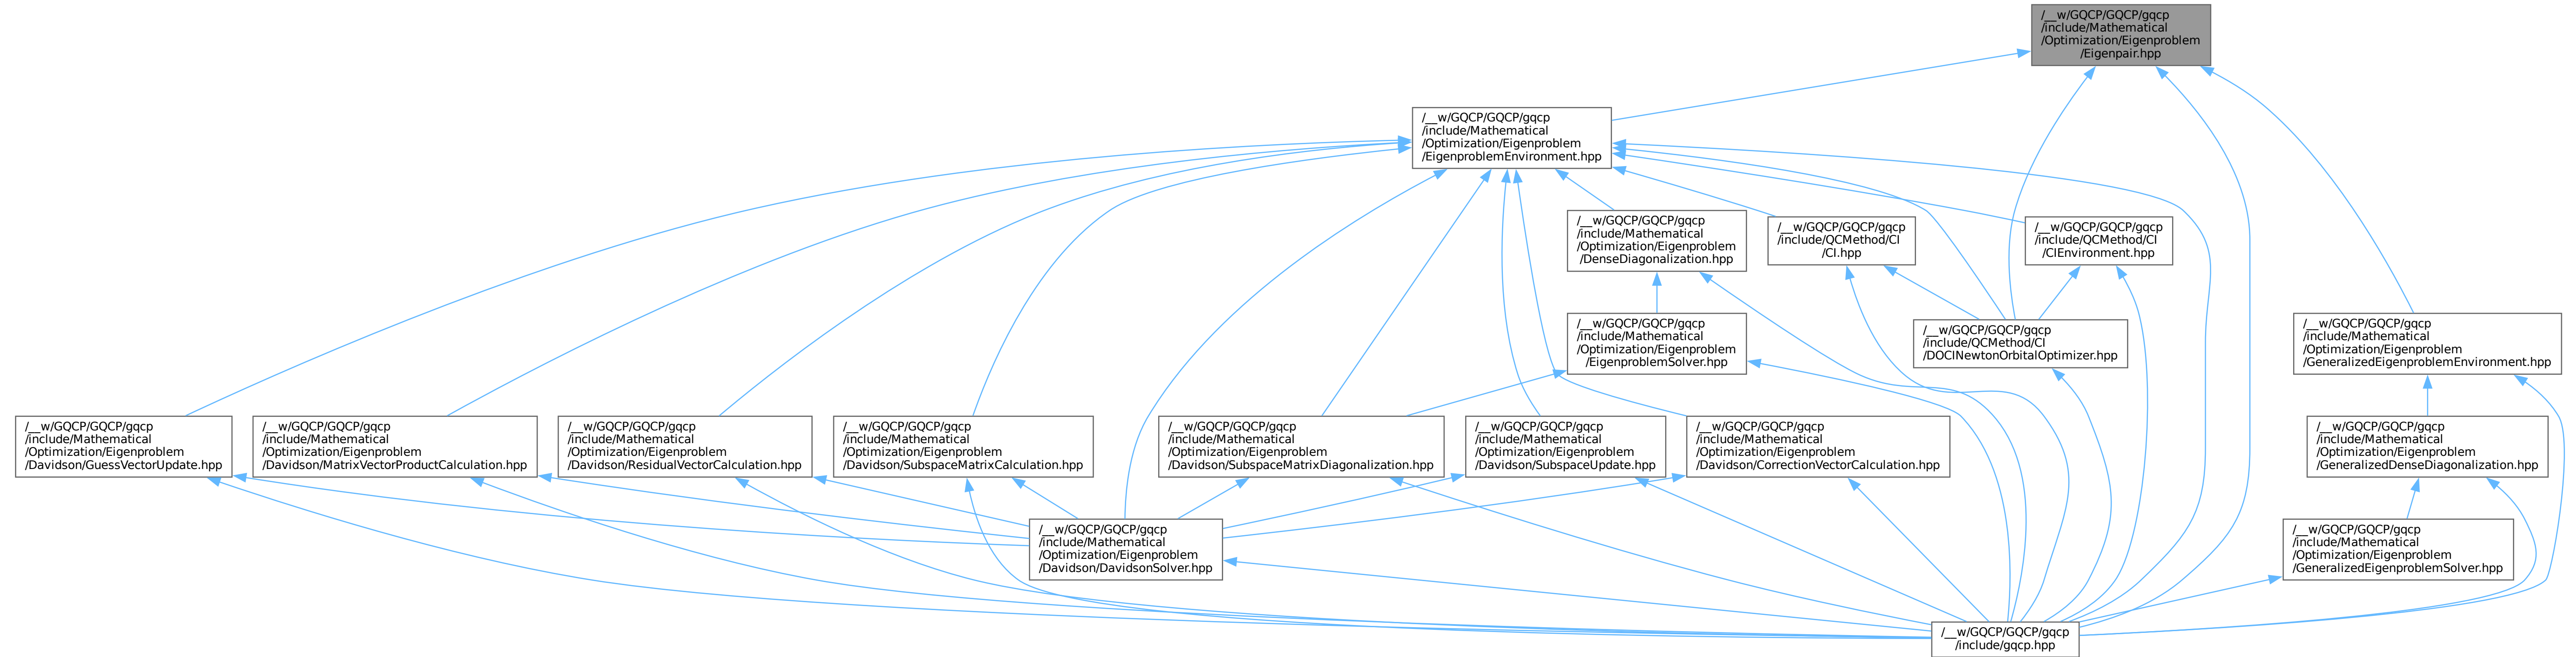 /__w/GQCP/GQCP/gqcp
/include/Mathematical
/Optimization/Eigenproblem
/Eigenpair.hpp
/__w/GQCP/GQCP/gqcp
/include/Mathematical
/Optimization/Eigenproblem
/EigenproblemEnvironment.hpp
/__w/GQCP/GQCP/gqcp
/include/Mathematical
/Optimization/Eigenproblem
/DenseDiagonalization.hpp
/__w/GQCP/GQCP/gqcp
/include/QCMethod/CI
/CI.hpp
/__w/GQCP/GQCP/gqcp
/include/QCMethod/CI
/CIEnvironment.hpp
/__w/GQCP/GQCP/gqcp
/include/Mathematical
/Optimization/Eigenproblem
/EigenproblemSolver.hpp
/__w/GQCP/GQCP/gqcp
/include/QCMethod/CI
/DOCINewtonOrbitalOptimizer.hpp
/__w/GQCP/GQCP/gqcp
/include/Mathematical
/Optimization/Eigenproblem
/GeneralizedEigenproblemEnvironment.hpp
/__w/GQCP/GQCP/gqcp
/include/Mathematical
/Optimization/Eigenproblem
/Davidson/GuessVectorUpdate.hpp
/__w/GQCP/GQCP/gqcp
/include/Mathematical
/Optimization/Eigenproblem
/Davidson/MatrixVectorProductCalculation.hpp
/__w/GQCP/GQCP/gqcp
/include/Mathematical
/Optimization/Eigenproblem
/Davidson/ResidualVectorCalculation.hpp
/__w/GQCP/GQCP/gqcp
/include/Mathematical
/Optimization/Eigenproblem
/Davidson/SubspaceMatrixCalculation.hpp
/__w/GQCP/GQCP/gqcp
/include/Mathematical
/Optimization/Eigenproblem
/Davidson/SubspaceMatrixDiagonalization.hpp
/__w/GQCP/GQCP/gqcp
/include/Mathematical
/Optimization/Eigenproblem
/Davidson/SubspaceUpdate.hpp
/__w/GQCP/GQCP/gqcp
/include/Mathematical
/Optimization/Eigenproblem
/Davidson/CorrectionVectorCalculation.hpp
/__w/GQCP/GQCP/gqcp
/include/Mathematical
/Optimization/Eigenproblem
/GeneralizedDenseDiagonalization.hpp
/__w/GQCP/GQCP/gqcp
/include/Mathematical
/Optimization/Eigenproblem
/Davidson/DavidsonSolver.hpp
/__w/GQCP/GQCP/gqcp
/include/Mathematical
/Optimization/Eigenproblem
/GeneralizedEigenproblemSolver.hpp
/__w/GQCP/GQCP/gqcp
/include/gqcp.hpp